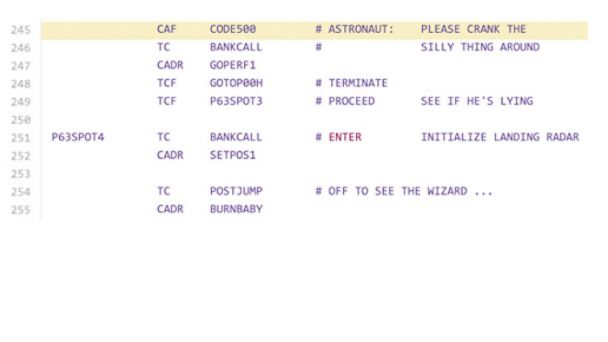 245 CAF CODE500 # ASTRONAUT: PLEASE CRANK THE
246 TC BANKCALL # SILLY THING AROUND
247 CADR GOPERF1
248 TCF GOTOP00H # TERMINATE
249 TCF P63SPOT3 # PROCEED SEE IF HE'S LYING
250
251 P63SPOT4 TC BANKCALL # ENTER INITIALIZE LANDING RADAR
252 CADR SETPOS1
253
254 TC POSTJUMP # OFF TO SEE THE WIZARD ...
255 CADR BURNBABY